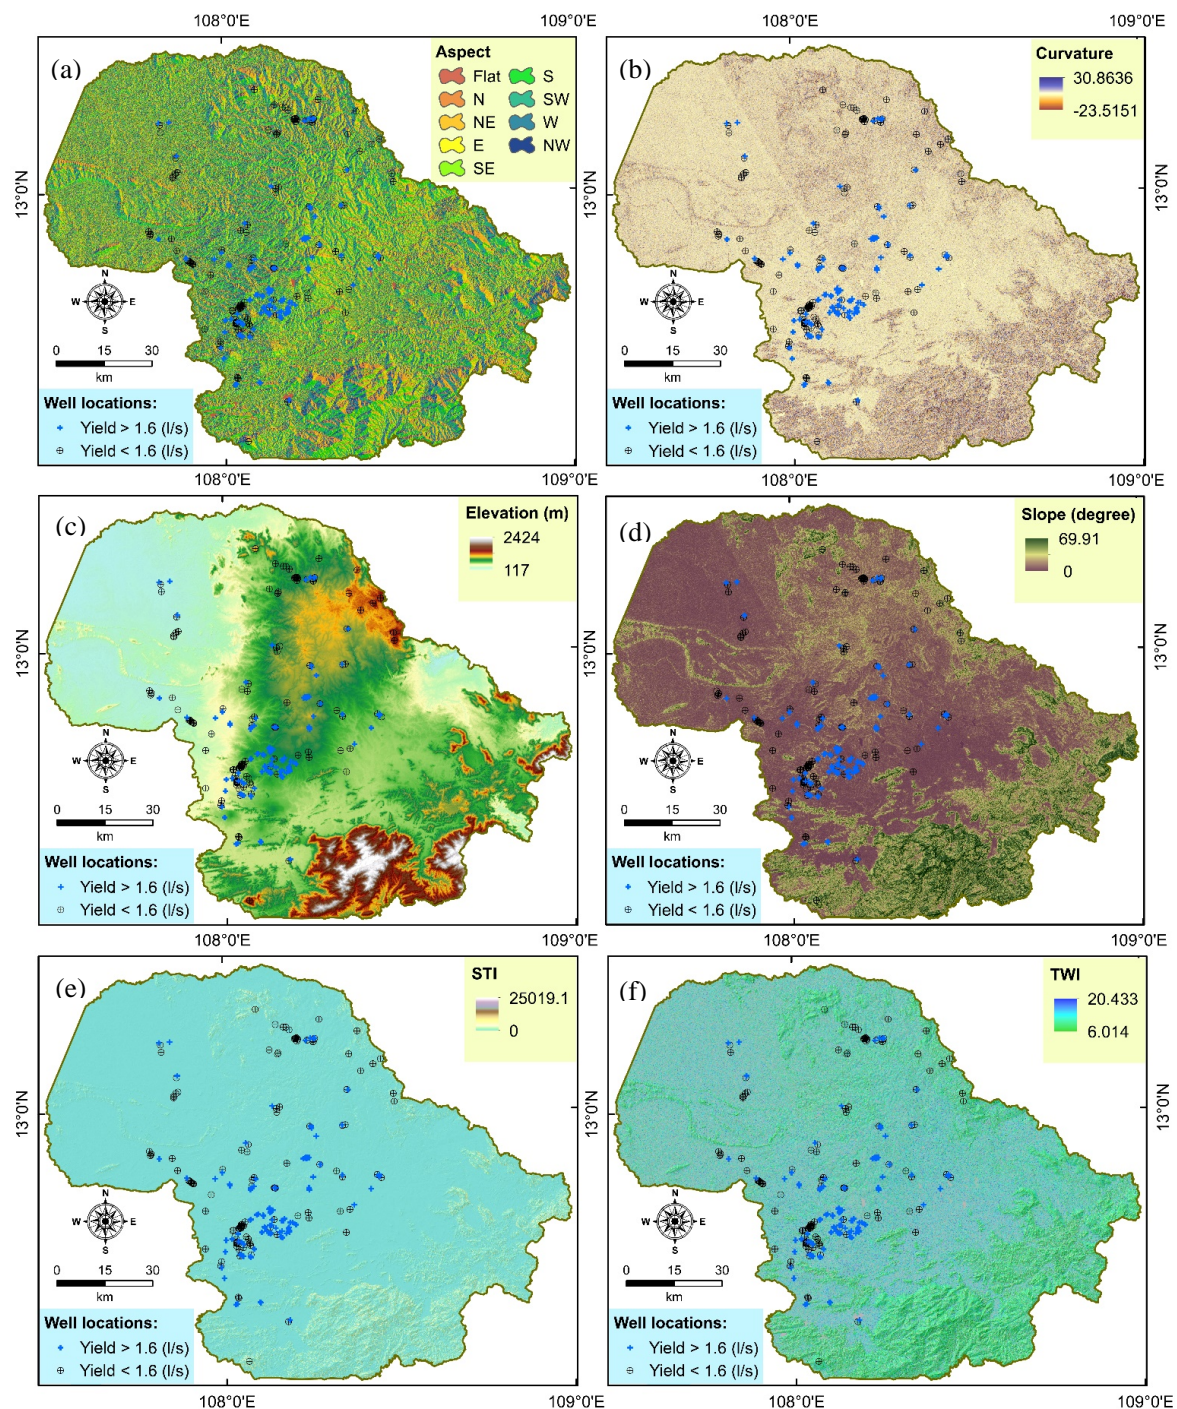 108°0'E 109°0'E 108°0'E 109°0'E
(a)
Aspect
Flat S
N SW
NE W
E NW
SE
13°0'N
N
W E
S
0 15 30
km
Well locations:
Yield > 1.6 (l/s)
Yield < 1.6 (l/s)
(b)
Curvature
30.8636
-23.5151
13°0'N 13°0'N
N
W E
S
0 15 30
km
Well locations:
Yield > 1.6 (l/s)
Yield < 1.6 (l/s)
108°0'E 109°0'E 108°0'E 109°0'E
(c)
Elevation (m)
2424
117
13°0'N
N
W E
S
0 15 30
km
Well locations:
Yield > 1.6 (l/s)
Yield < 1.6 (l/s)
(d)
Slope (degree)
69.91
0
13°0'N 13°0'N
N
W E
S
0 15 30
km
Well locations:
Yield > 1.6 (l/s)
Yield < 1.6 (l/s)
108°0'E 109°0'E 108°0'E 109°0'E
(e)
STI
25019.1
0
13°0'N
N
W E
S
0 15 30
km
Well locations:
Yield > 1.6 (l/s)
Yield < 1.6 (l/s)
(f)
TWI
20.433
6.014
13°0'N 13°0'N
N
W E
S
0 15 30
km
Well locations:
Yield > 1.6 (l/s)
Yield < 1.6 (l/s)
108°0'E 109°0'E 108°0'E 109°0'E